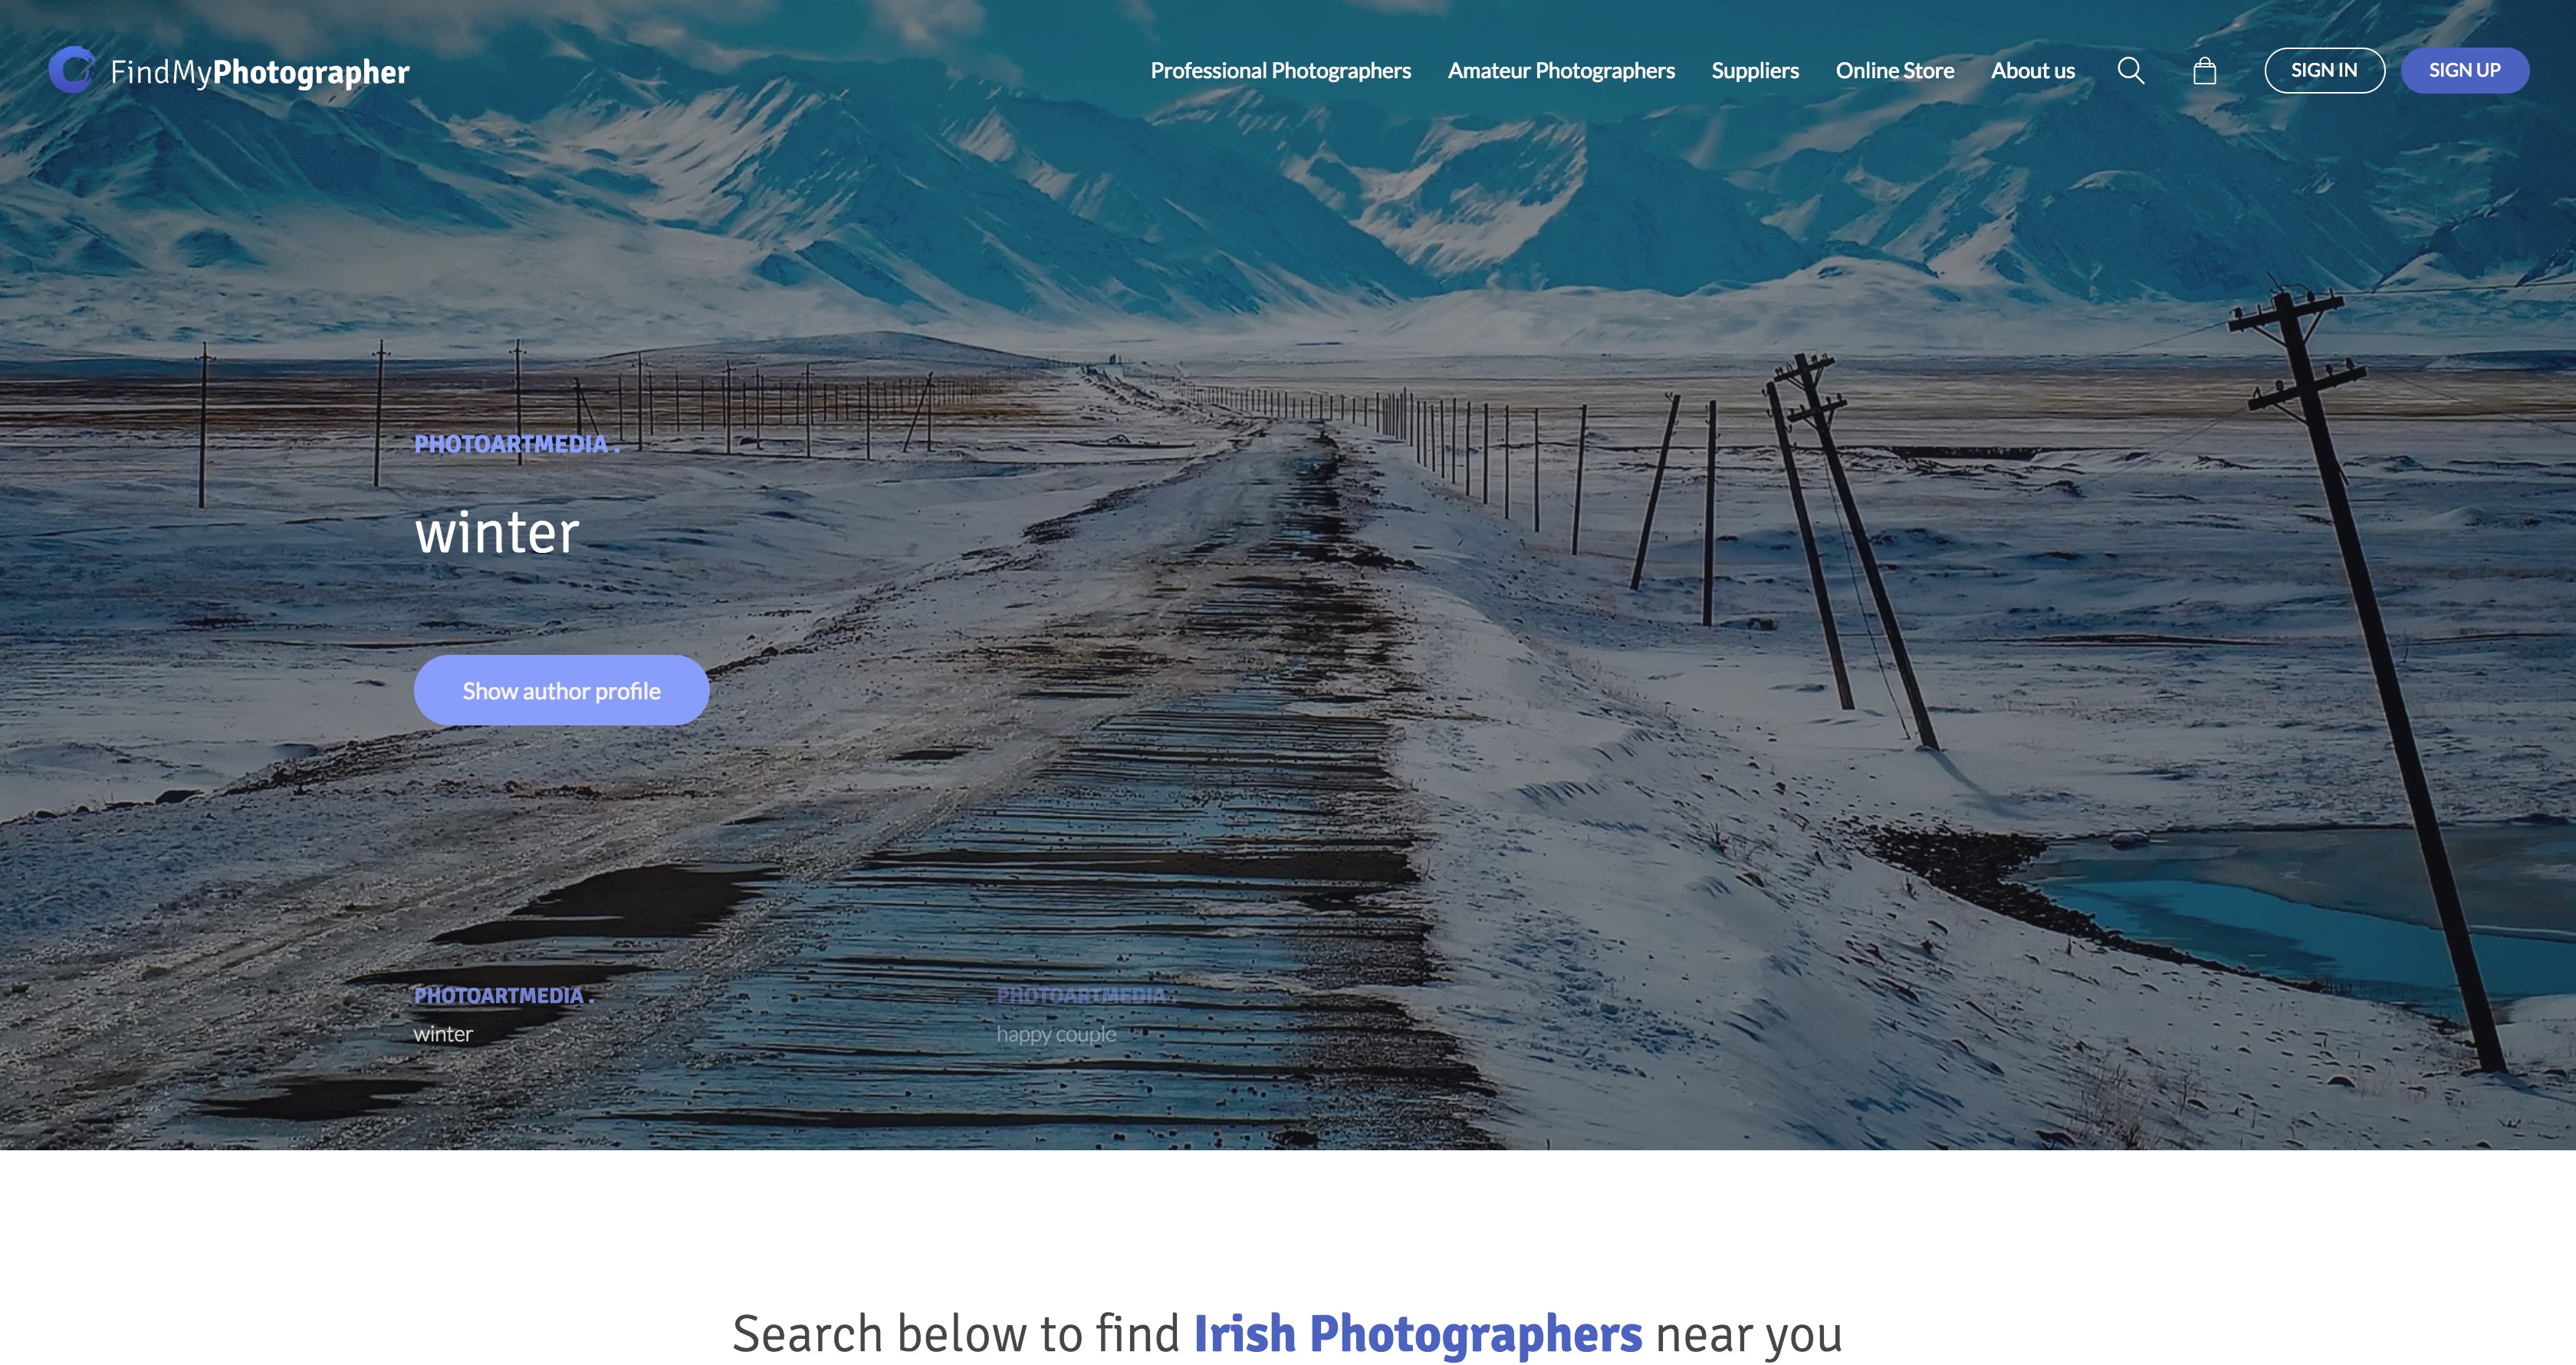 FindMyPhotographer
Professional Photographers
Amateur Photographers
Suppliers
Online Store
About us
SIGN IN
SIGN UP
PHOTOARTMEDIA .
winter
Show author profile
PHOTOARTMEDIA .
winter
PHOTOARTMEDIA .
happy couple
Search below to find Irish Photographers near you